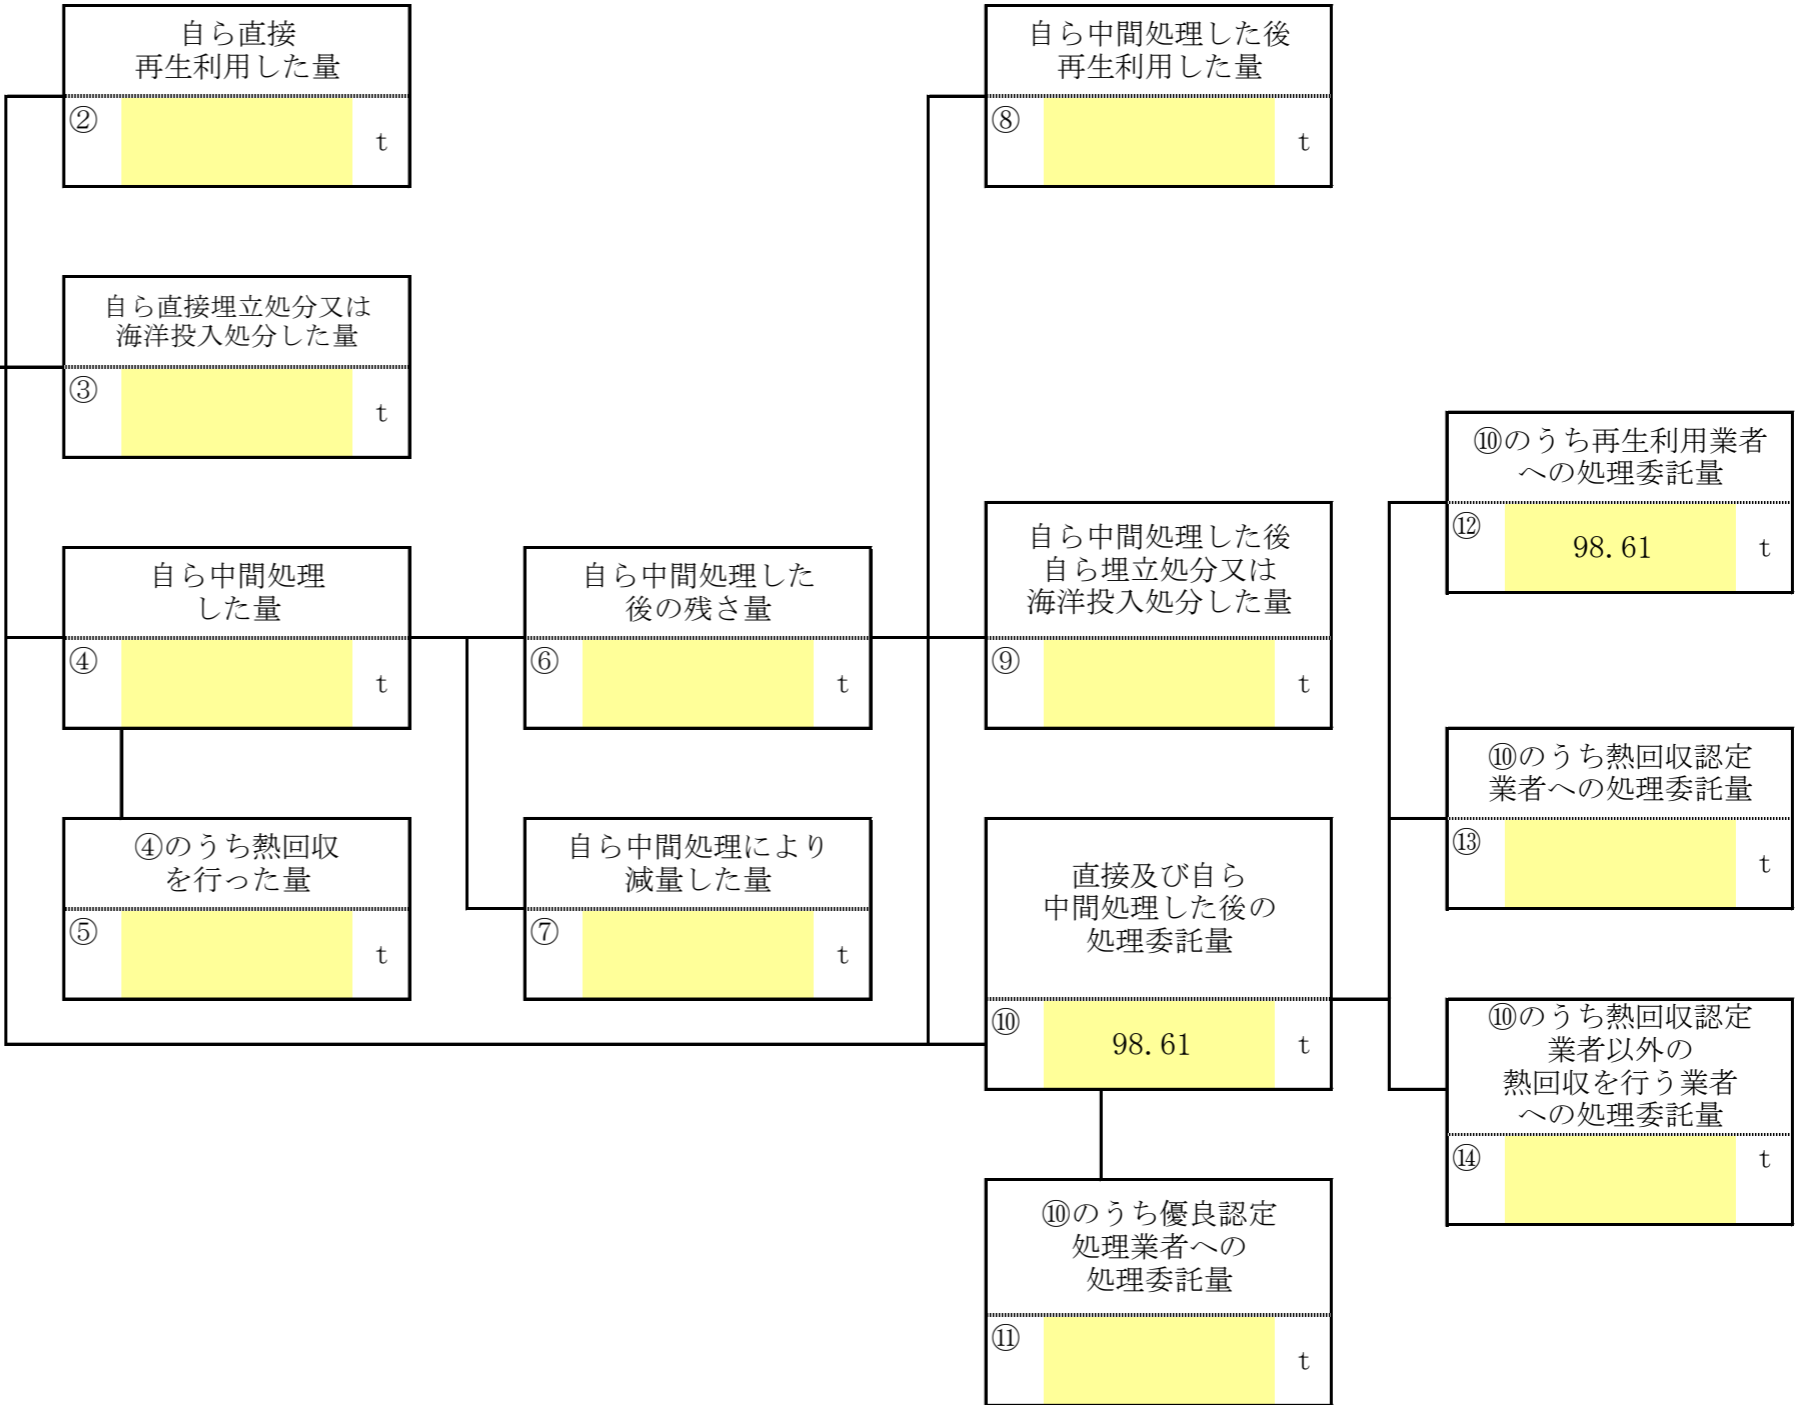 自ら直接
再生利用した量
②
t
自ら中間処理した後
再生利用した量
⑧
t
自ら直接埋立処分又は
海洋投入処分した量
③
t
⑩のうち再生利用業者
への処理委託量
⑫
98.61
t
自ら中間処理
した量
④
t
自ら中間処理した
後の残さ量
⑥
t
自ら中間処理した後
自ら埋立処分又は
海洋投入処分した量
⑨
t
⑩のうち熱回収認定
業者への処理委託量
⑬
t
④のうち熱回収
を行った量
⑤
t
自ら中間処理により
減量した量
⑦
t
直接及び自ら
中間処理した後の
処理委託量
⑩
98.61
t
⑩のうち熱回収認定
業者以外の
熱回収を行う業者
への処理委託量
⑭
t
⑩のうち優良認定
処理業者への
処理委託量
⑪
t